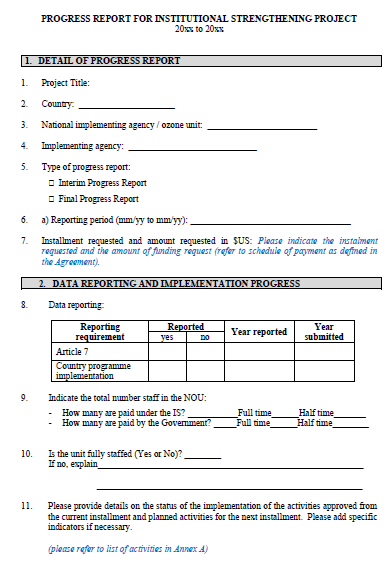 PROGRESS REPORT FOR INSTITUTIONAL STRENGTHENING PROJECT
20xx to 20xx
1. DETAIL OF PROGRESS REPORT
1. Project Title:
2. Country: ____________________
3. National implementing agency / ozone unit: ______________________
4. Implementing agency: _________________________
5. Type of progress report:
□ Interim Progress Report
□ Final Progress Report
6. a) Reporting period (mm/yy to mm/yy): ________________________________
7. Installment requested and amount requested in $US: Please indicate the instalment
requested and the amount of funding request (refer to schedule of payment as defined in
the Agreement).
2. DATA REPORTING AND IMPLEMENTATION PROGRESS
8. Data reporting:
Reporting requirement | Reported | Year reported | Year submitted
yes | no
Article 7
Country programme
implementation
9. Indicate the total number staff in the NOU:
- How many are paid under the IS? __________ Full time______Half time______
- How many are paid by the Government? _____Full time______Half time_______
10. Is the unit fully staffed (Yes or No)? _______
If no, explain______________________________________________
______________________________________________
11. Please provide details on the status of the implementation of the activities approved from
the current installment and planned activities for the next installment. Please add specific
indicators if necessary.
(please refer to list of activities in Annex A)